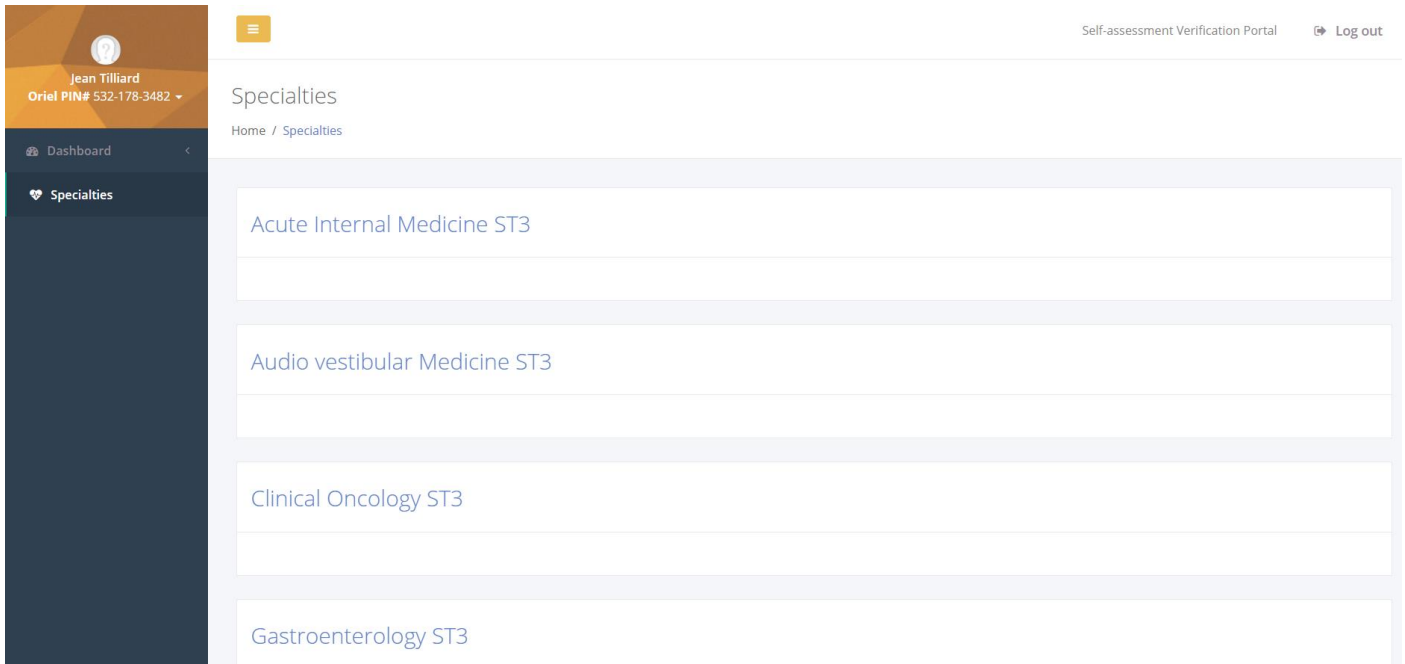 Jean Tilliard
Oriel PIN# 532-178-3482
Dashboard
Specialties
Self-assessment Verification Portal
Log out
Specialties
Home / Specialties
Acute Internal Medicine ST3
Audio vestibular Medicine ST3
Clinical Oncology ST3
Gastroenterology ST3